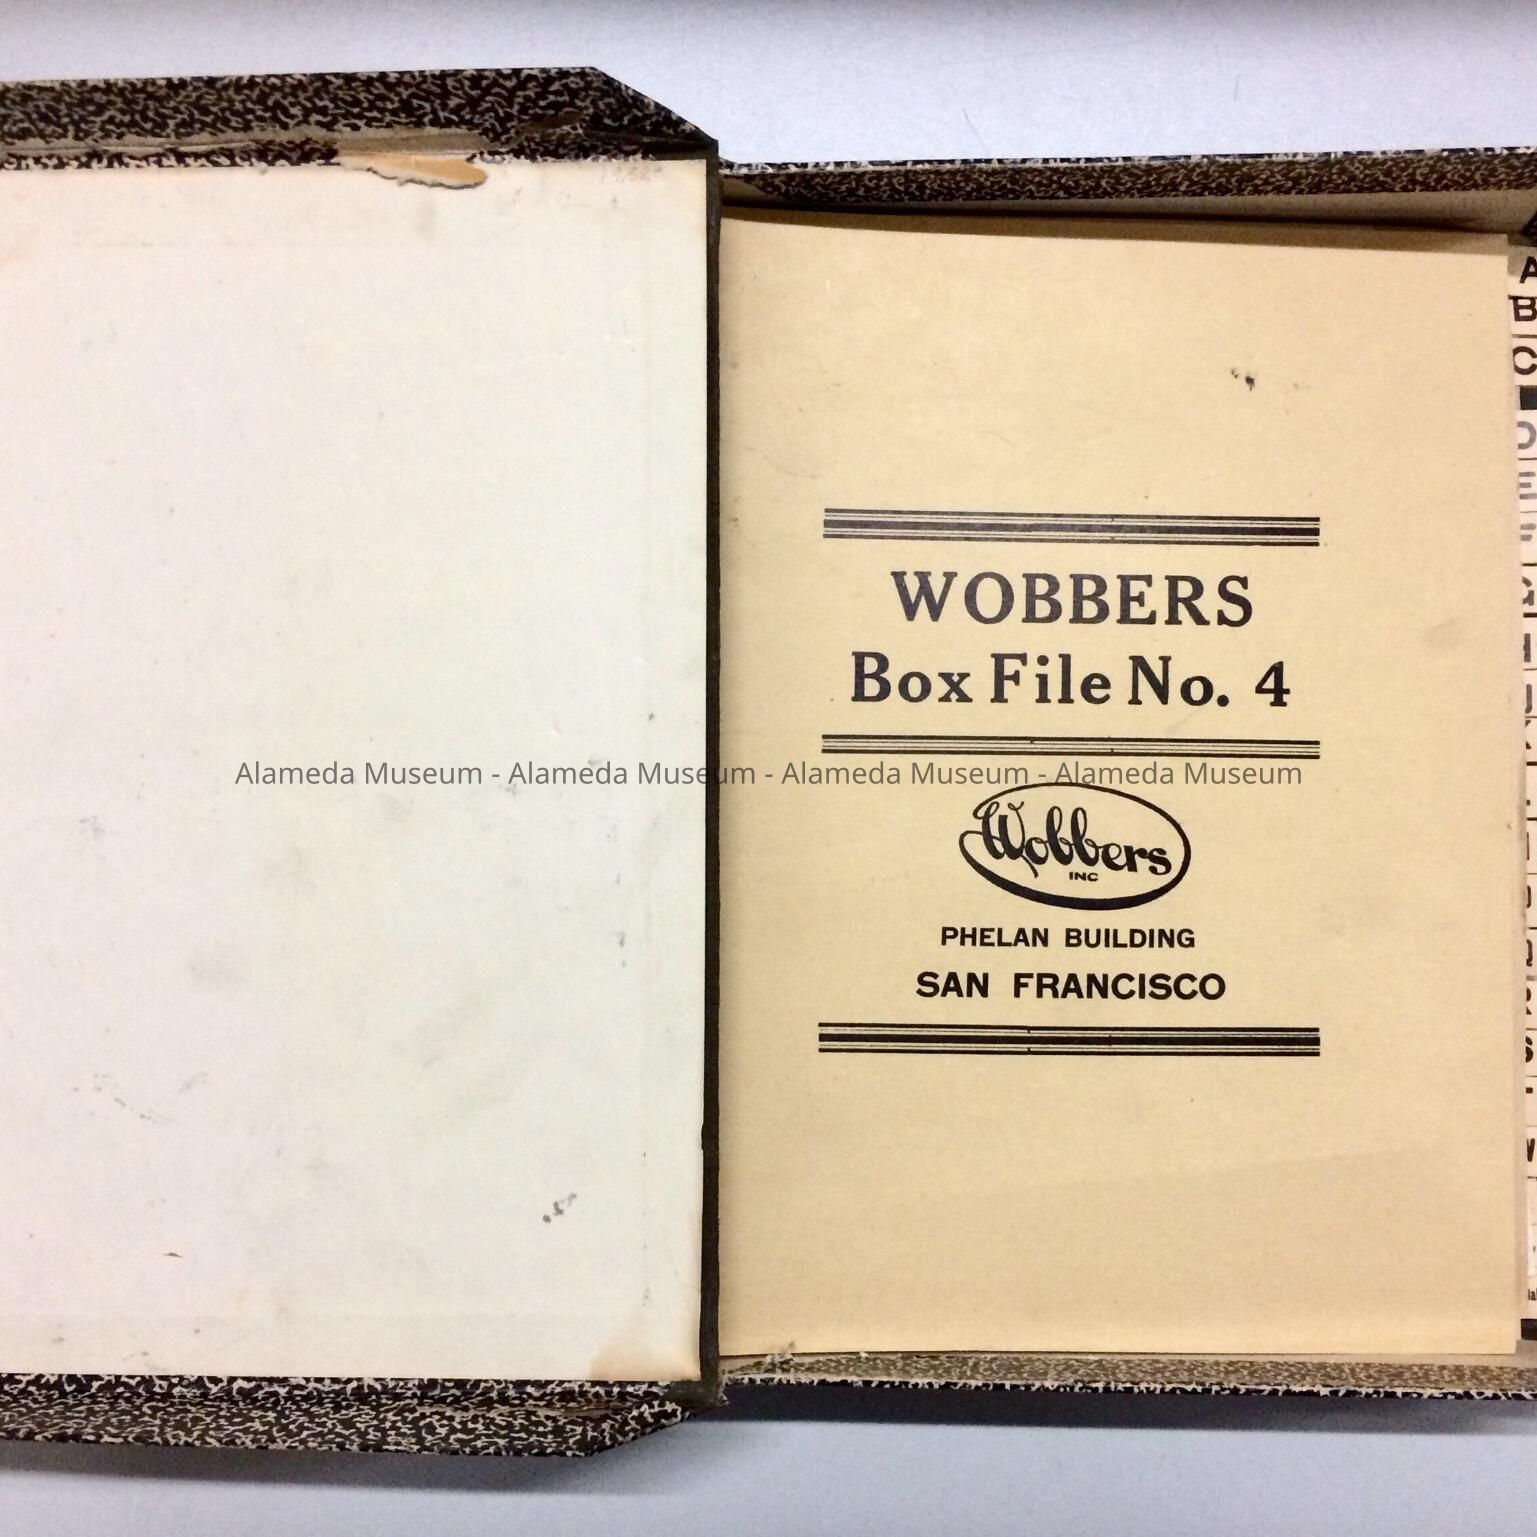 WOBBERS
Box File No. 4
Alameda Museum - Alameda Museum - Alameda Museum - Alameda Museum
Wobbers
INC
PHELAN BUILDING
SAN FRANCISCO
A
B
C
D
E
F
G
H
S
W